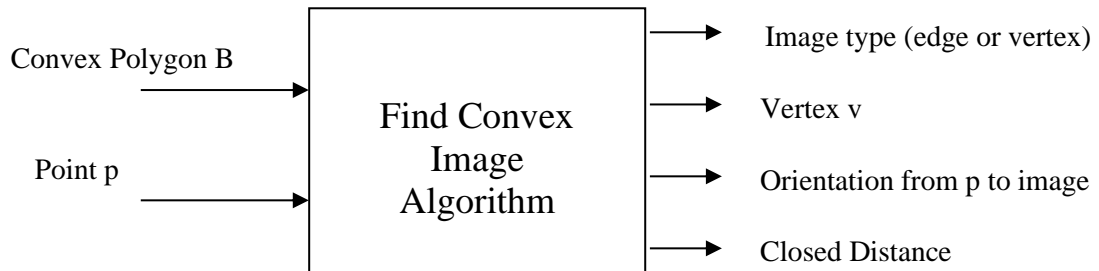 Convex Polygon B
Point p
Find Convex
Image
Algorithm
Image type (edge or vertex)
Vertex v
Orientation from p to image
Closed Distance